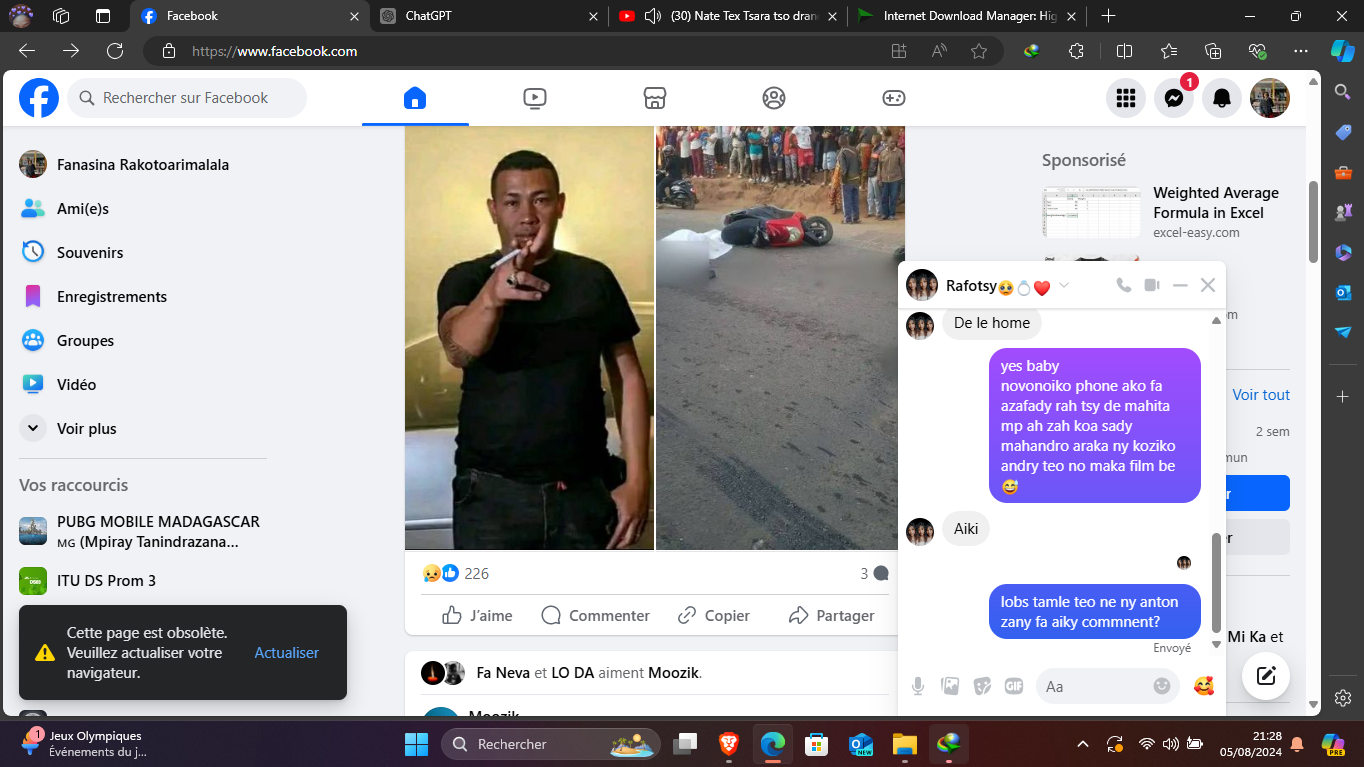 Facebook
ChatGPT
(30) Nate Tex Tsara tso dran
Internet Download Manager: Hig
https://www.facebook.com
Rechercher sur Facebook
1
Fanasina Rakotoarimalala
Ami(e)s
Souvenirs
Enregistrements
Groupes
Vidéo
Voir plus
Vos raccourcis
PUBG MOBILE MADAGASCAR
MG (Mpiray Tanindrazana...
ITU DS Prom 3
Cette page est obsolète.
Veuillez actualiser votre
navigateur.
Actualiser
226
3
J'aime
Commenter
Copier
Partager
Fa Neva et LO DA aiment Moozik.
Moozik
Sponsorisé
Weighted Average
Formula in Excel
excel-easy.com
om
Voir tout
2 sem
mun
r
er
Mi Ka et
Rafotsy🥹💍❤️
De le home
yes baby
novonoiko phone ako fa
azafady rah tsy de mahita
mp ah zah koa sady
mahandro araka ny koziko
andry teo no maka film be
😅
Aiki
lobs tamle teo ne ny anton
zany fa aiky commnent?
Envoyé
GIF
Aa
1
Jeux Olympiques
Événements du j...
Rechercher
NEW
21:28
05/08/2024
PRE